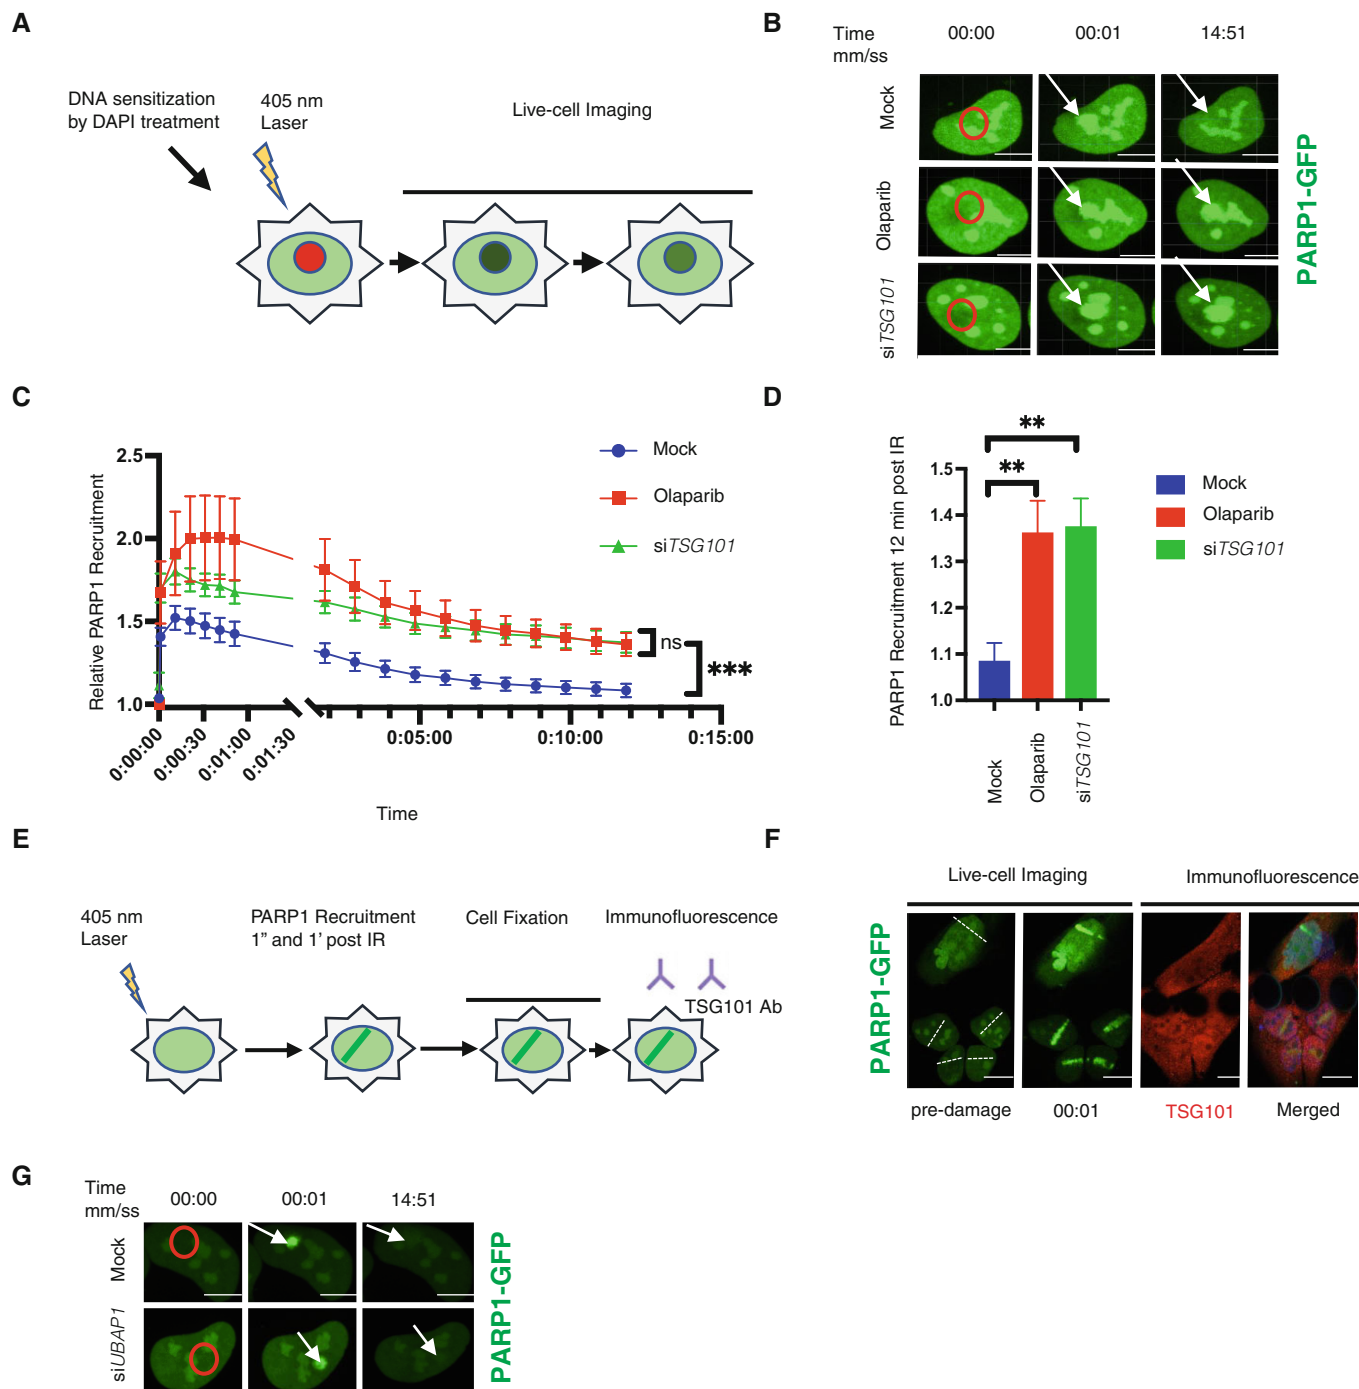 A
DNA sensitization
by DAPI treatment
405 nm
Laser
Live-cell Imaging
B
Time
mm/ss
00:00
00:01
14:51
Mock
Olaparib
siTSG101
PARP1-GFP
C
Relative PARP1 Recruitment
2.5
2.0
1.5
1.0
0:00:00
0:00:30
0:01:00
0:01:30
0:05:00
0:10:00
0:15:00
Time
Mock
Olaparib
siTSG101
ns
***
D
PARP1 Recruitment 12 min post IR
1.5
1.4
1.3
1.2
1.1
1.0
**
**
Mock
Olaparib
siTSG101
Mock
Olaparib
siTSG101
E
405 nm
Laser
PARP1 Recruitment
1" and 1' post IR
Cell Fixation
Immunofluorescence
TSG101 Ab
F
Live-cell Imaging
Immunofluorescence
PARP1-GFP
pre-damage
00:01
TSG101
Merged
G
Time
mm/ss
00:00
00:01
14:51
Mock
siUBAP1
PARP1-GFP